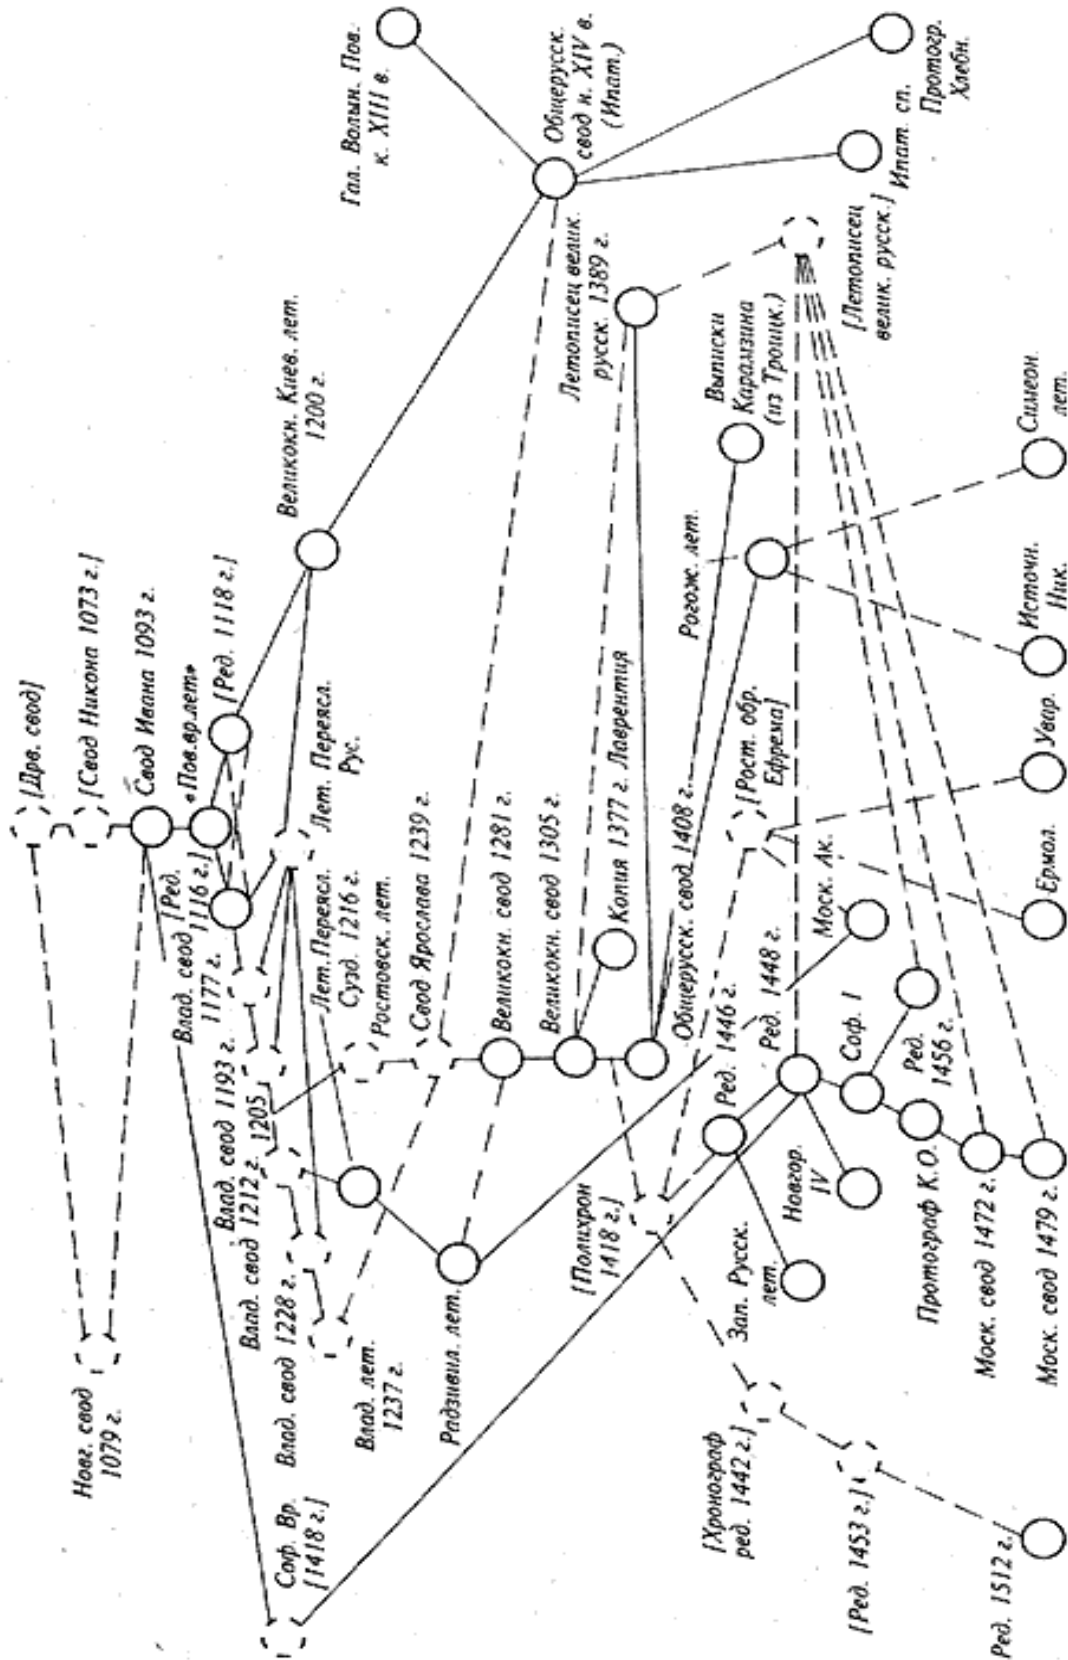 [Дрв. свод]
[Свод Никона 1073 г.]
Новг. свод
1079 г.
Свод Ивана 1093 г.
«Пов.вр.лет»
[Ред.
1116 г.]
[Ред. 1118 г.]
Великокн. Киев. лет.
1200 г.
Гал. Волын. Пов.
к. XIII в.
Общерусск.
свод н. XIV в.
(Ипат.)
Протогр.
Хлебн.
Ипат. сп.
Влад. свод
1177 г.
Лет. Переясл.
Рус.
Влад. свод 1193 г.
1205
Влад. свод 1212 г.
Влад. свод 1228 г.
Лет.Переясл.
Сузд. 1216 г.
Ростовск. лет.
Свод Ярослава 1239 г.
Влад. лет.
1237 г.
Радзивил. лет.
Соф. Вр.
[1418 г.]
Великокн. свод 1281 г.
Великокн. свод 1305 г.
Копия 1377 г. Лаврентия
Летописец велик.
русск. 1389 г.
Общерусск. свод 1408 г.
Рогож. лет.
Выписки
Карамзина
(из Троицк.)
[Летописец
велик. русск.]
[Полихрон
1418 г.]
[Рост. обр.
Ефрема]
Ред. 1446 г.
Ред. 1448 г.
Моск. Ак.
Зап. Русск.
лет.
Новгор.
IV
Соф. I
Ред.
1456 г.
Протограф К.О.
Моск. свод 1472 г.
Моск. свод 1479 г.
Ермол.
Увар.
Источн.
Ник.
Симеон.
лет.
[Хронограф
ред. 1442 г.]
[Ред. 1453 г.]
Ред. 1512 г.